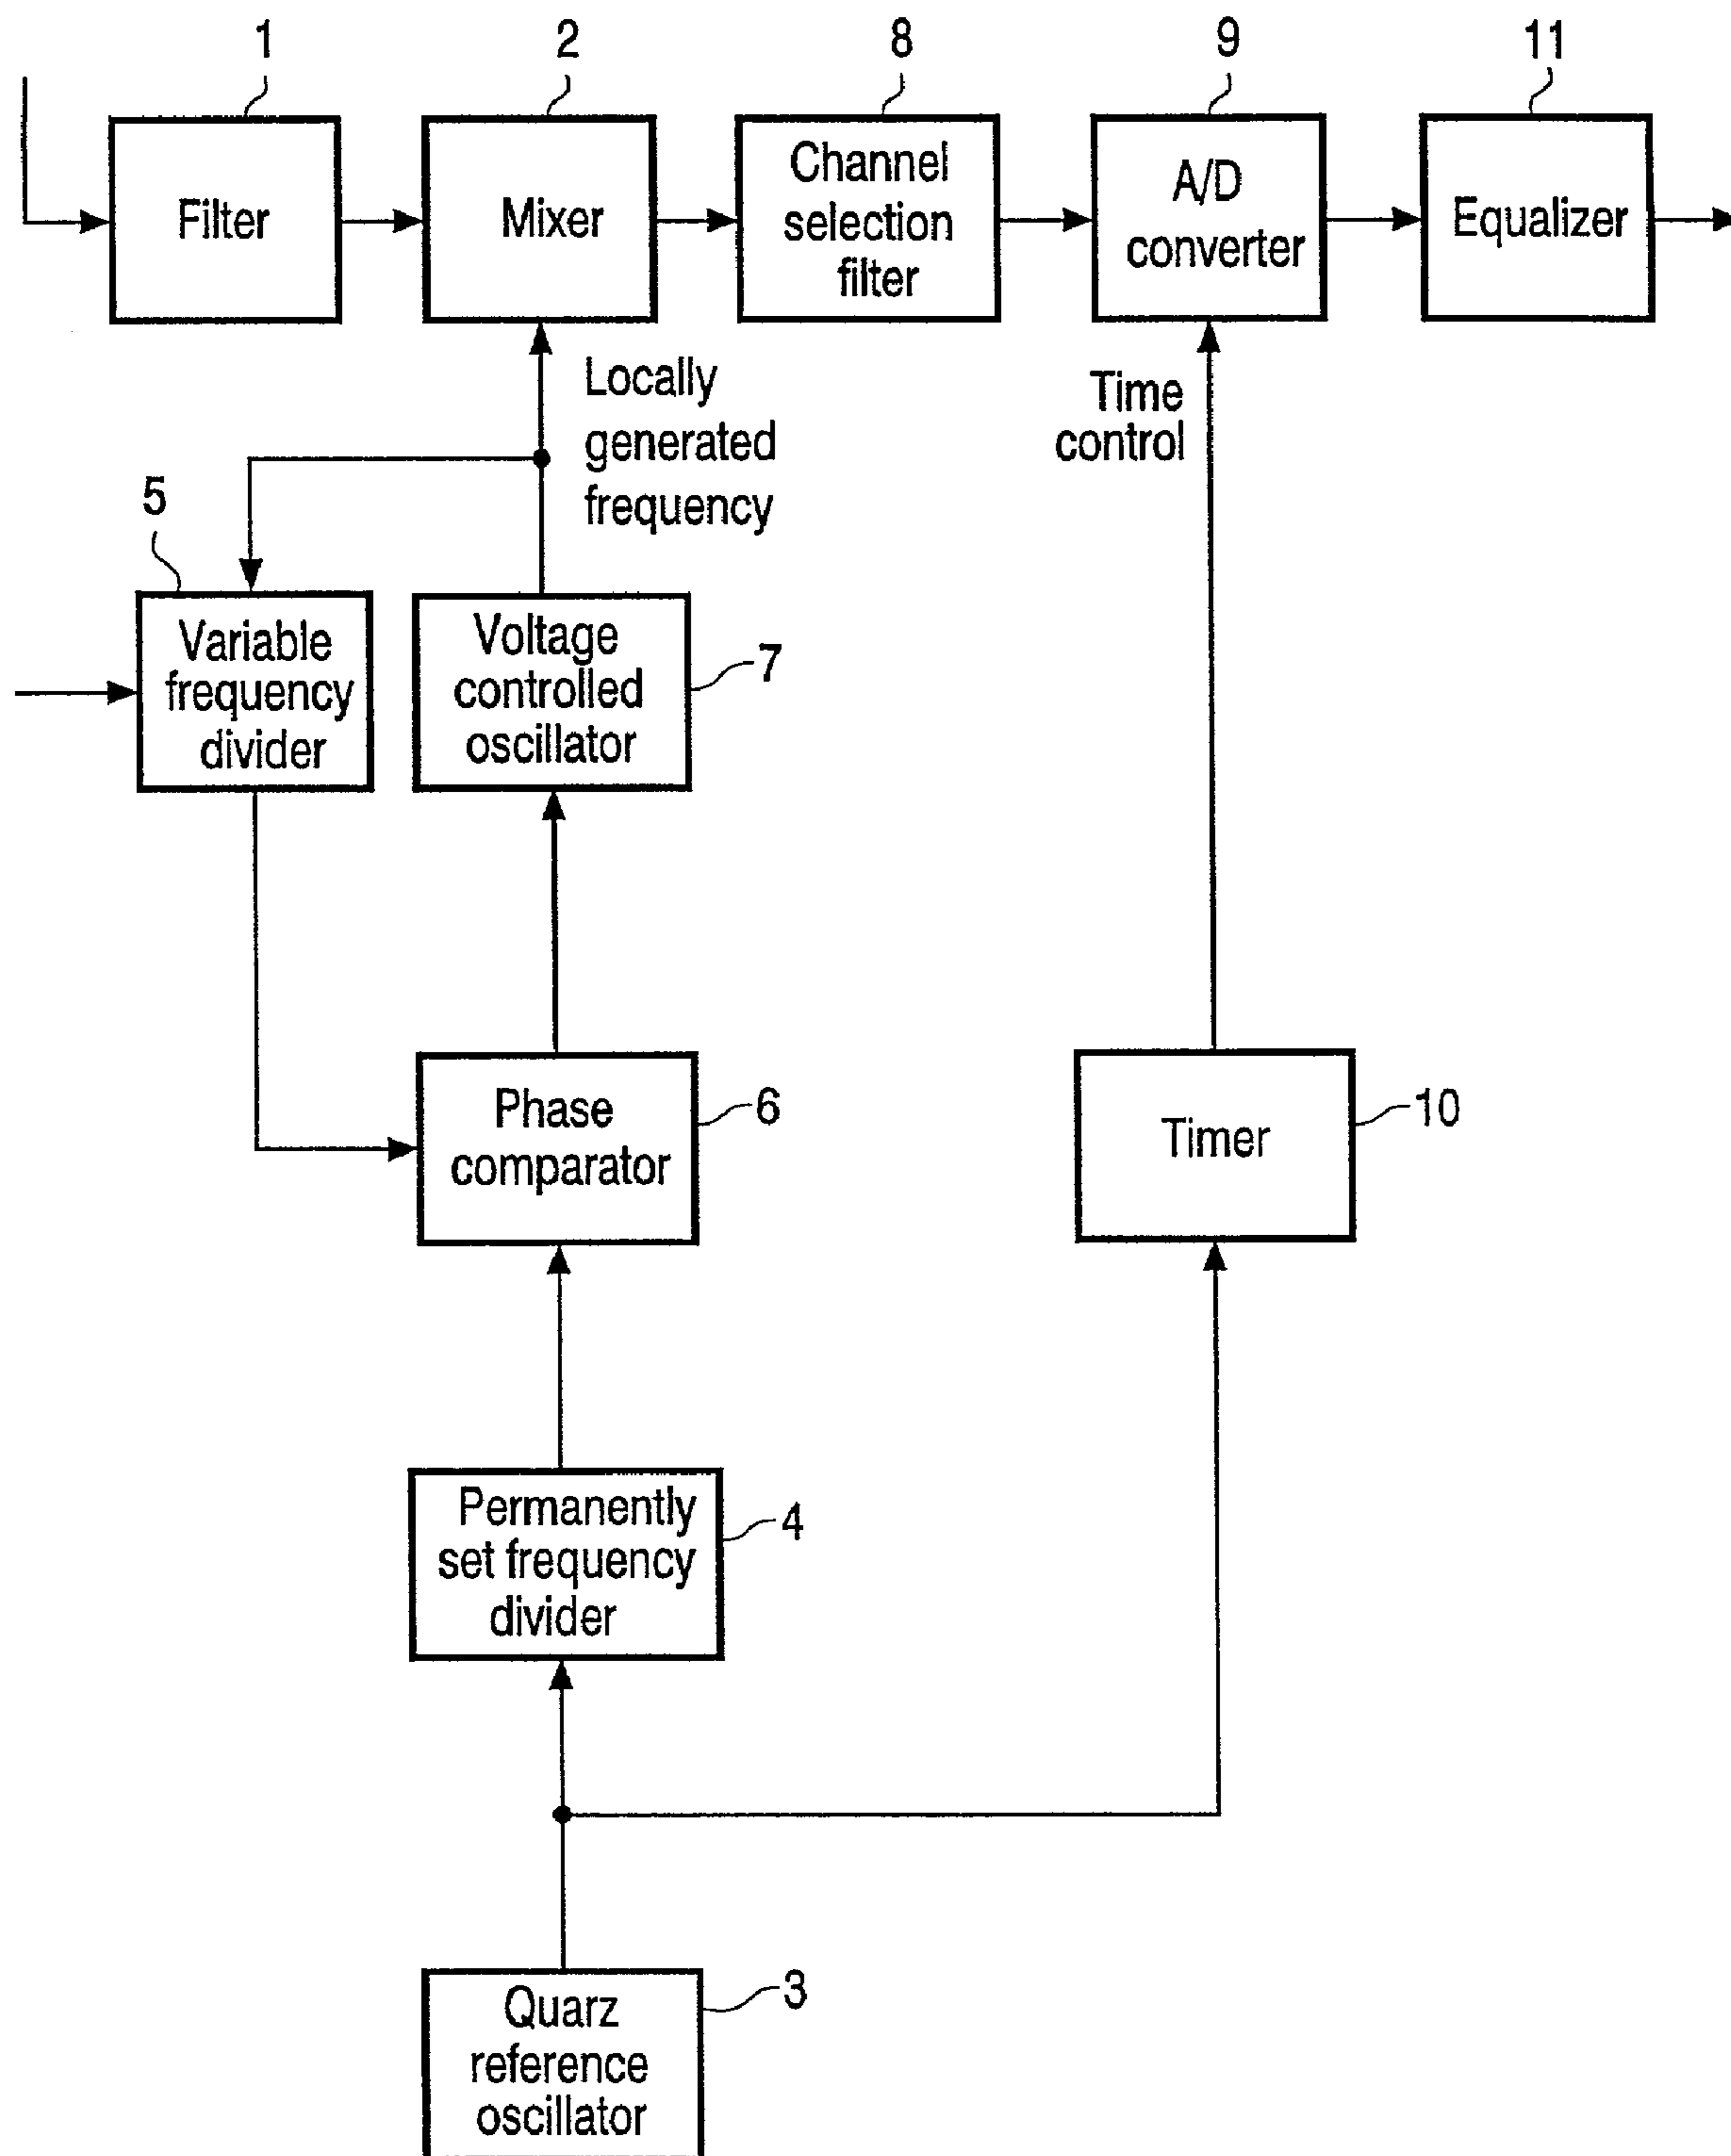 1
2
8
9
11
Filter
Mixer
Channel
selection
filter
A/D
converter
Equalizer
Locally
generated
frequency
Time
control
5
Variable
frequency
divider
Voltage
controlled
oscillator
7
Phase
comparator
6
Timer
10
Permanently
set frequency
divider
4
Quarz
reference
oscillator
3